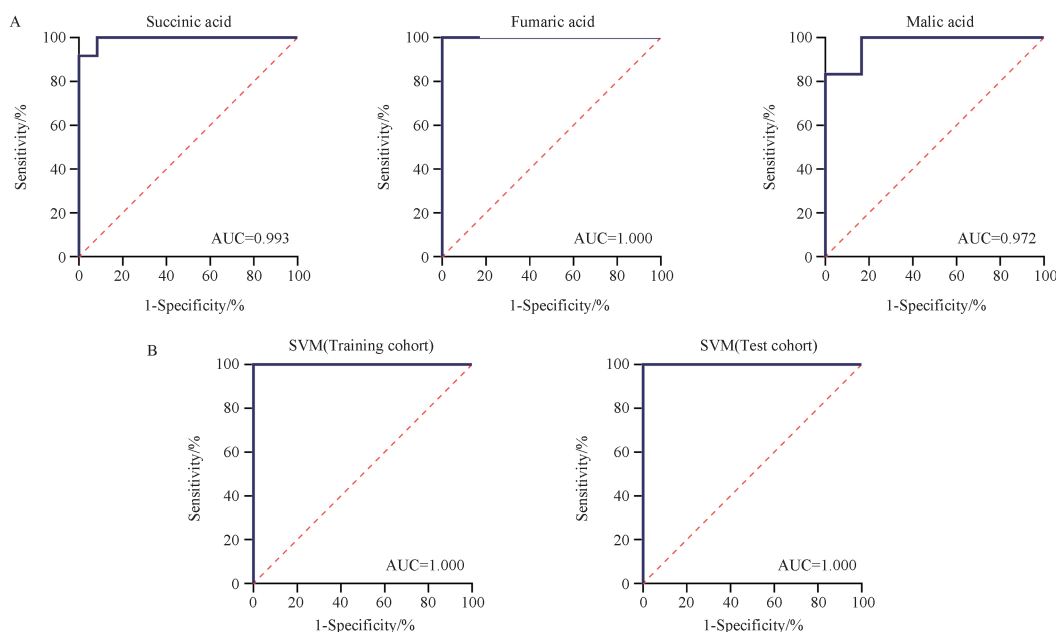 A
Succinic acid
100
80
60
40
20
0
Sensitivity/%
AUC=0.993
0 20 40 60 80 100
1-Specificity/%
Fumaric acid
100
80
60
40
20
0
Sensitivity/%
AUC=1.000
0 20 40 60 80 100
1-Specificity/%
Malic acid
100
80
60
40
20
0
Sensitivity/%
AUC=0.972
0 20 40 60 80 100
1-Specificity/%
B
SVM(Training cohort)
100
80
60
40
20
0
Sensitivity/%
AUC=1.000
0 20 40 60 80 100
1-Specificity/%
SVM(Test cohort)
100
80
60
40
20
0
Sensitivity/%
AUC=1.000
0 20 40 60 80 100
1-Specificity/%